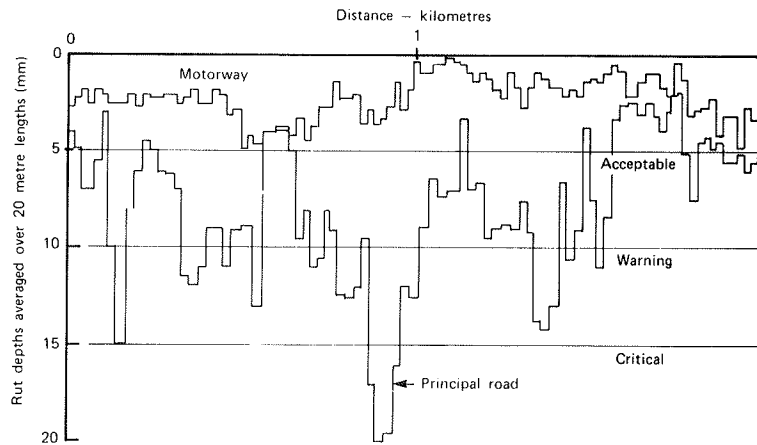 Distance – kilometres
0
1
0
Motorway
5
Acceptable
10
Warning
15
Critical
Principal road
20
Rut depths averaged over 20 metre lengths (mm)